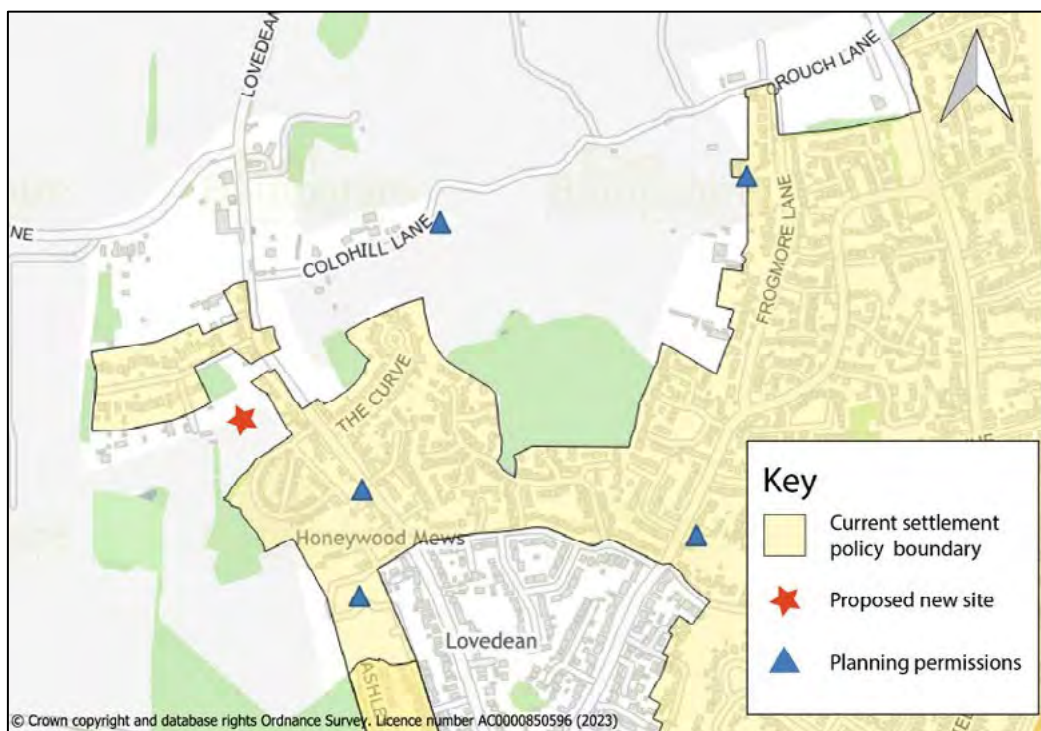 LOVEDEAN
CROUCH LANE
NE
COLDHILL LANE
FROGMORE LANE
THE CURVE
Honeywood Mews
Lovedean
ASHLE
Key
Current settlement
policy boundary
Proposed new site
Planning permissions
© Crown copyright and database rights Ordnance Survey. Licence number AC0000850596 (2023)